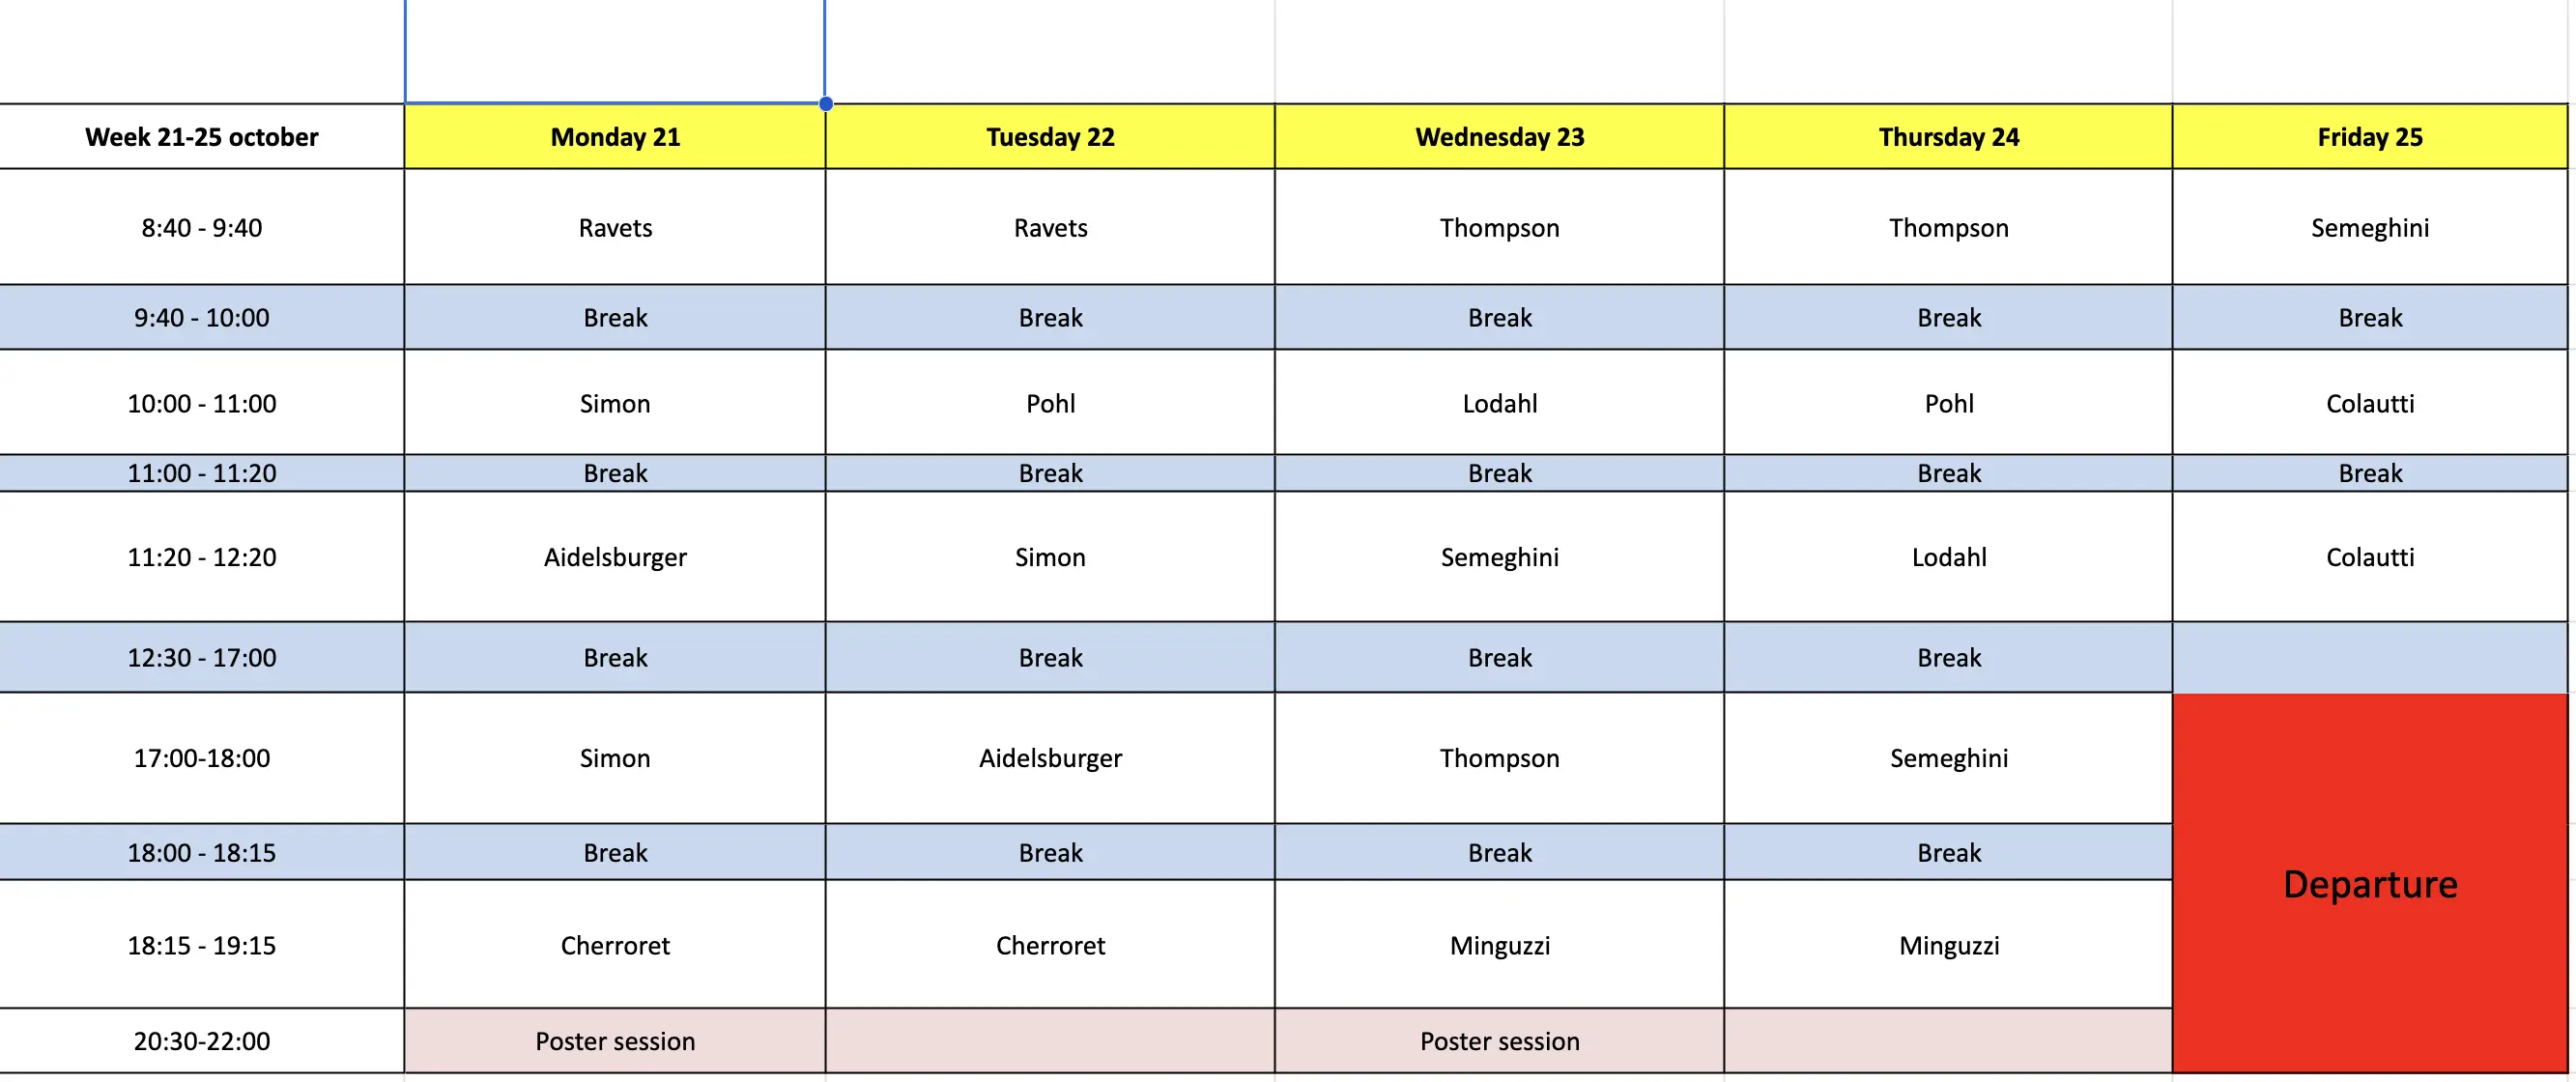 Week 21-25 october Monday 21 Tuesday 22 Wednesday 23 Thursday 24 Friday 25
8:40 - 9:40 Ravets Ravets Thompson Thompson Semeghini
9:40 - 10:00 Break Break Break Break Break
10:00 - 11:00 Simon Pohl Lodahl Pohl Colautti
11:00 - 11:20 Break Break Break Break Break
11:20 - 12:20 Aidelsburger Simon Semeghini Lodahl Colautti
12:30 - 17:00 Break Break Break Break
17:00-18:00 Simon Aidelsburger Thompson Semeghini
18:00 - 18:15 Break Break Break Break
Departure
18:15 - 19:15 Cherroret Cherroret Minguzzi Minguzzi
20:30-22:00 Poster session Poster session